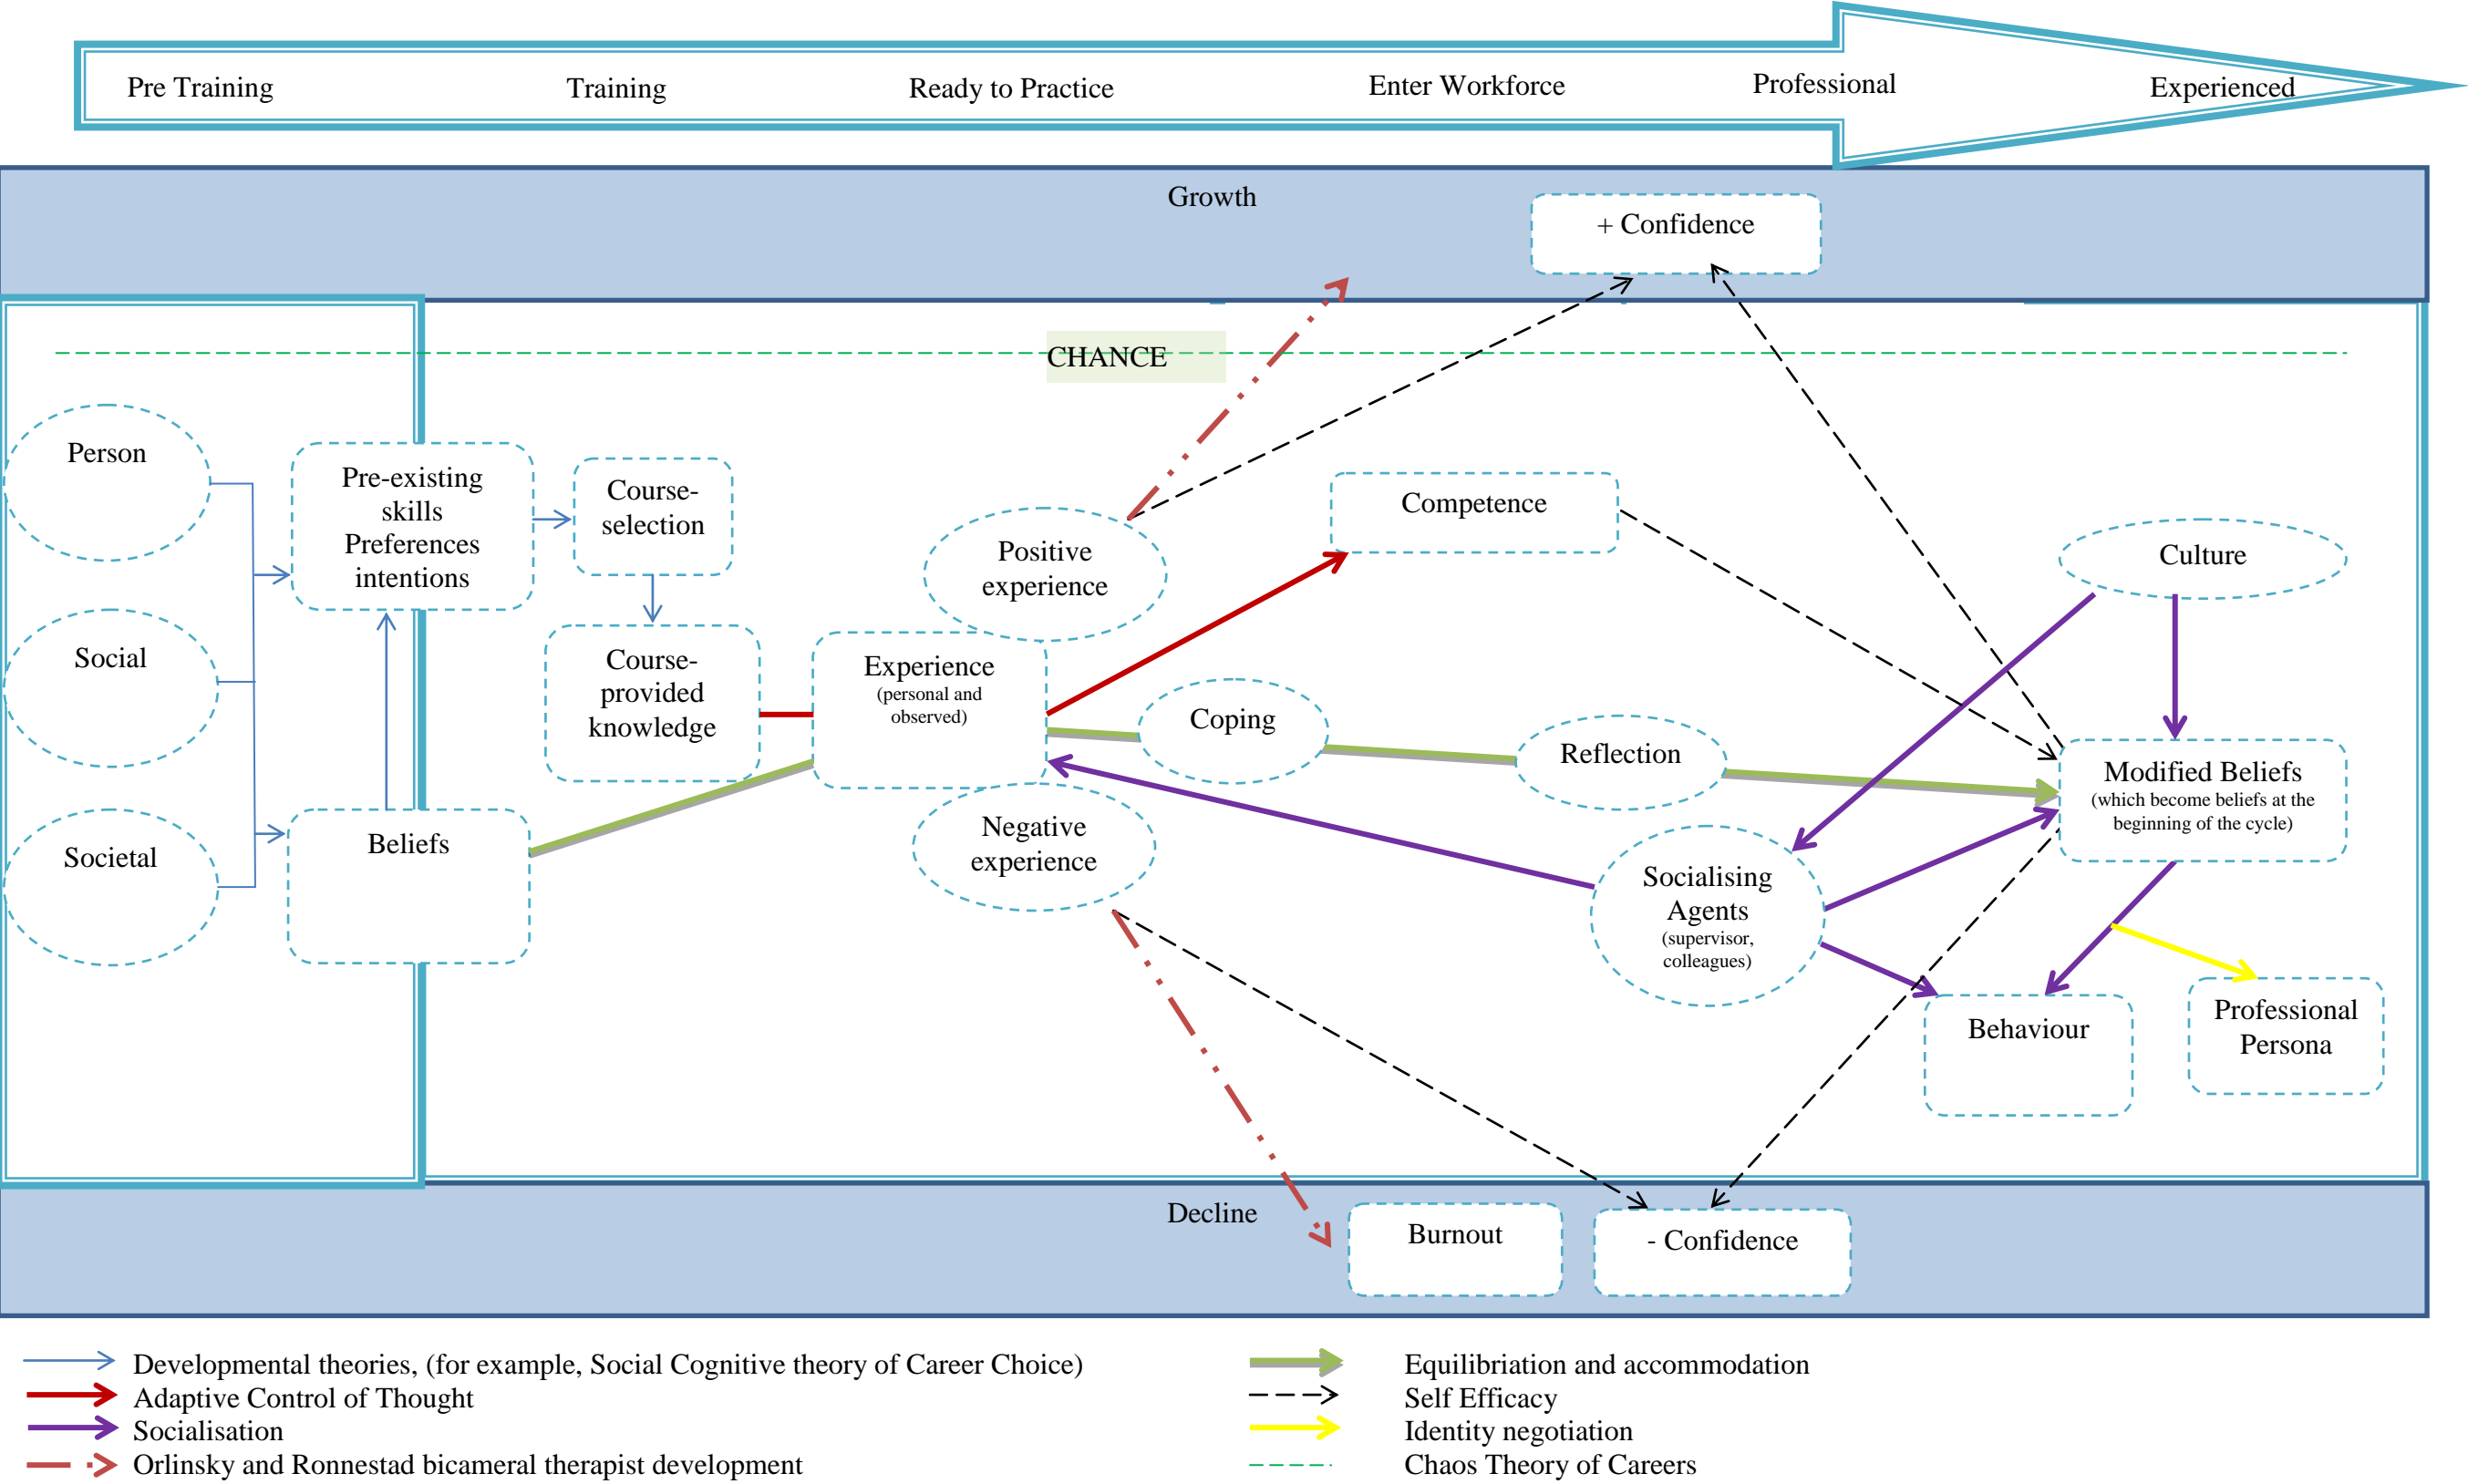 Pre Training
Training
Ready to Practice
Enter Workforce
Professional
Experienced
Growth
+ Confidence
CHANCE
Person
Pre-existing
skills
Preferences
intentions
Course-
selection
Positive
experience
Competence
Culture
Social
Course-
provided
knowledge
Experience
(personal and
observed)
Coping
Reflection
Modified Beliefs
(which become beliefs at the
beginning of the cycle)
Societal
Beliefs
Negative
experience
Socialising
Agents
(supervisor,
colleagues)
Behaviour
Professional
Persona
Decline
Burnout
- Confidence
Developmental theories, (for example, Social Cognitive theory of Career Choice)
Adaptive Control of Thought
Socialisation
Orlinsky and Ronnestad bicameral therapist development
Equilibriation and accommodation
Self Efficacy
Identity negotiation
Chaos Theory of Careers